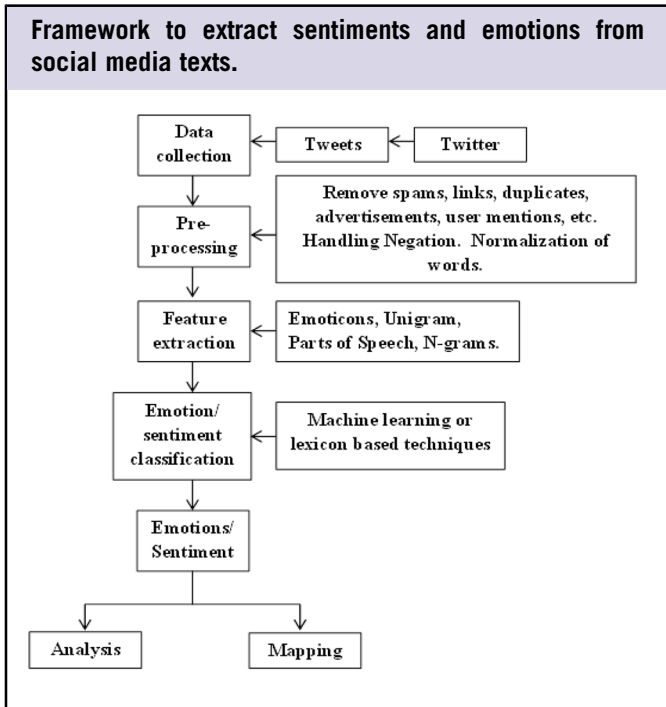 Framework to extract sentiments and emotions from
social media texts.
Data
collection
Tweets
Twitter
Pre-
processing
Remove spams, links, duplicates,
advertisements, user mentions, etc.
Handling Negation. Normalization of
words.
Feature
extraction
Emoticons, Unigram,
Parts of Speech, N-grams.
Emotion/
sentiment
classification
Machine learning or
lexicon based techniques
Emotions/
Sentiment
Analysis
Mapping